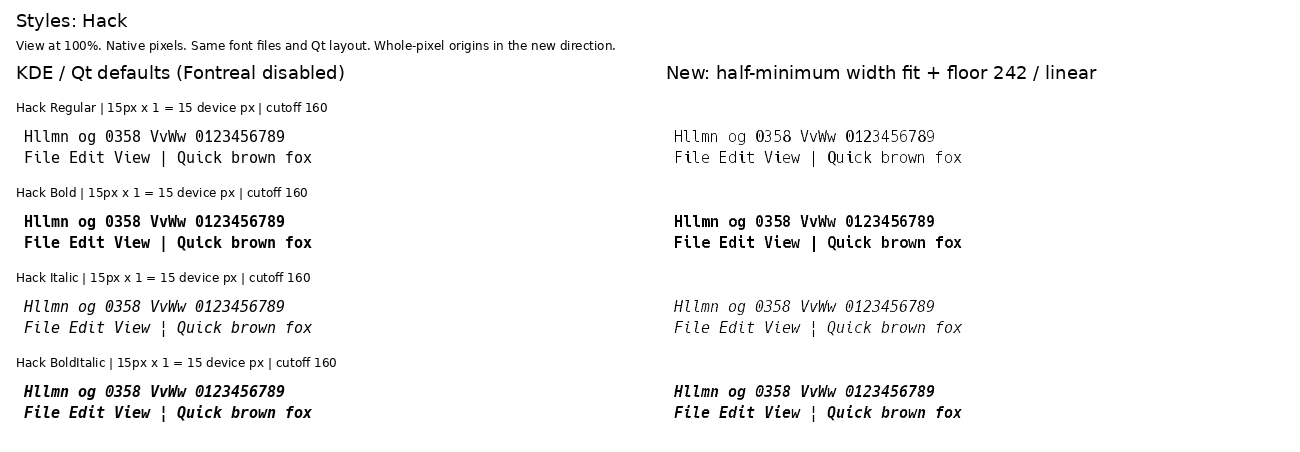 Styles: Hack
View at 100%. Native pixels. Same font files and Qt layout. Whole-pixel origins in the new direction.
KDE / Qt defaults (Fontreal disabled)
Hack Regular | 15px x 1 = 15 device px | cutoff 160
Hllmn og 0358 VvWw 0123456789
File Edit View | Quick brown fox
Hack Bold | 15px x 1 = 15 device px | cutoff 160
Hllmn og 0358 VvWw 0123456789
File Edit View | Quick brown fox
Hack Italic | 15px x 1 = 15 device px | cutoff 160
Hllmn og 0358 VvWw 0123456789
File Edit View ¦ Quick brown fox
Hack BoldItalic | 15px x 1 = 15 device px | cutoff 160
Hllmn og 0358 VvWw 0123456789
File Edit View ¦ Quick brown fox
New: half-minimum width fit + floor 242 / linear
Hllmn og 0358 VvWw 0123456789
File Edit View | Quick brown fox
Hllmn og 0358 VvWw 0123456789
File Edit View | Quick brown fox
Hllmn og 0358 VvWw 0123456789
File Edit View ¦ Quick brown fox
Hllmn og 0358 VvWw 0123456789
File Edit View ¦ Quick brown fox